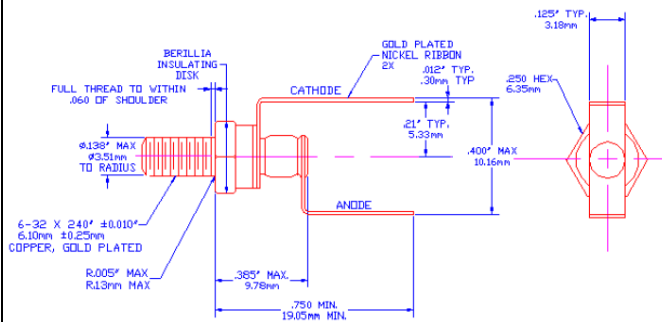 BERILLIA
INSULATING
DISK
FULL THREAD TO WITHIN
.060 OF SHOULDER
GOLD PLATED
NICKEL RIBBON
2X
CATHODE
.012" TYP.
.30mm TYP
.125" TYP.
3.18mm
.250 HEX
6.35mm
.21" TYP.
5.33mm
.400" MAX
10.16mm
ø.138" MAX
ø3.51mm
TO RADIUS
ANODE
6-32 X 240" ±0.010"
6.10mm ±0.25mm
COPPER, GOLD PLATED
R.005" MAX
R.13mm MAX
.385" MAX.
9.78mm
.750 MIN.
19.05mm MIN.